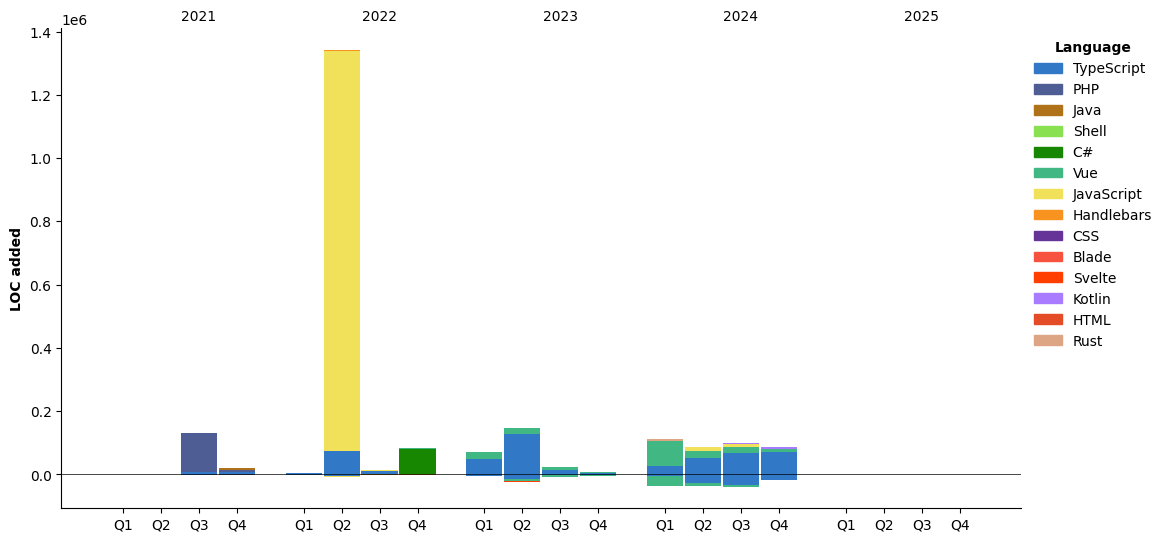 2021 2022 2023 2024 2025
1e6
1.4
1.2
1.0
0.8
0.6
0.4
0.2
0.0
LOC added
Q1 Q2 Q3 Q4 Q1 Q2 Q3 Q4 Q1 Q2 Q3 Q4 Q1 Q2 Q3 Q4 Q1 Q2 Q3 Q4
Language
TypeScript
PHP
Java
Shell
C#
Vue
JavaScript
Handlebars
CSS
Blade
Svelte
Kotlin
HTML
Rust